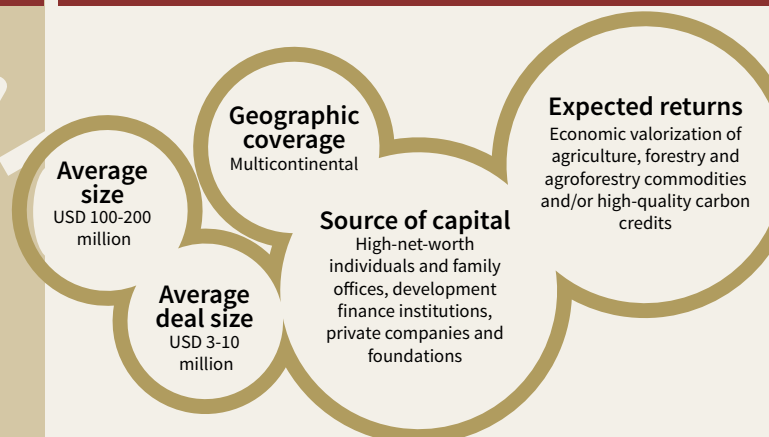 Average
size
USD 100-200
million
Geographic
coverage
Multicontinental
Average
deal size
USD 3-10
million
Source of capital
High-net-worth
individuals and family
offices, development
finance institutions,
private companies and
foundations
Expected returns
Economic valorization of
agriculture, forestry and
agroforestry commodities
and/or high-quality carbon
credits